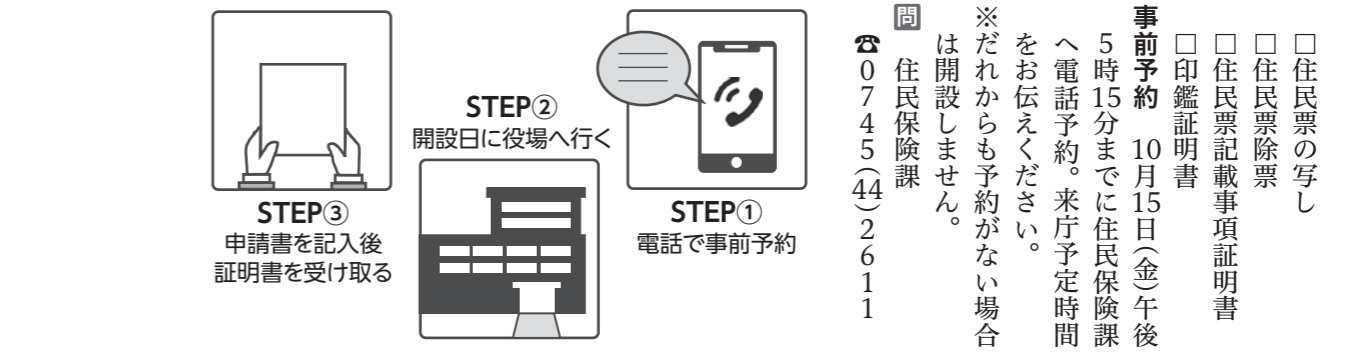 □住民票の写し
□住民票除票
□住民票記載事項証明書
□印鑑証明書
事前予約　10月15日(金)午後
5時15分までに住民保険課
へ電話予約。来庁予定時間
をお伝えください。
※だれからも予約がない場合
は開設しません。
問　住民保険課
☎0745(44)2611
STEP①
電話で事前予約
STEP②
開設日に役場へ行く
STEP③
申請書を記入後
証明書を受け取る